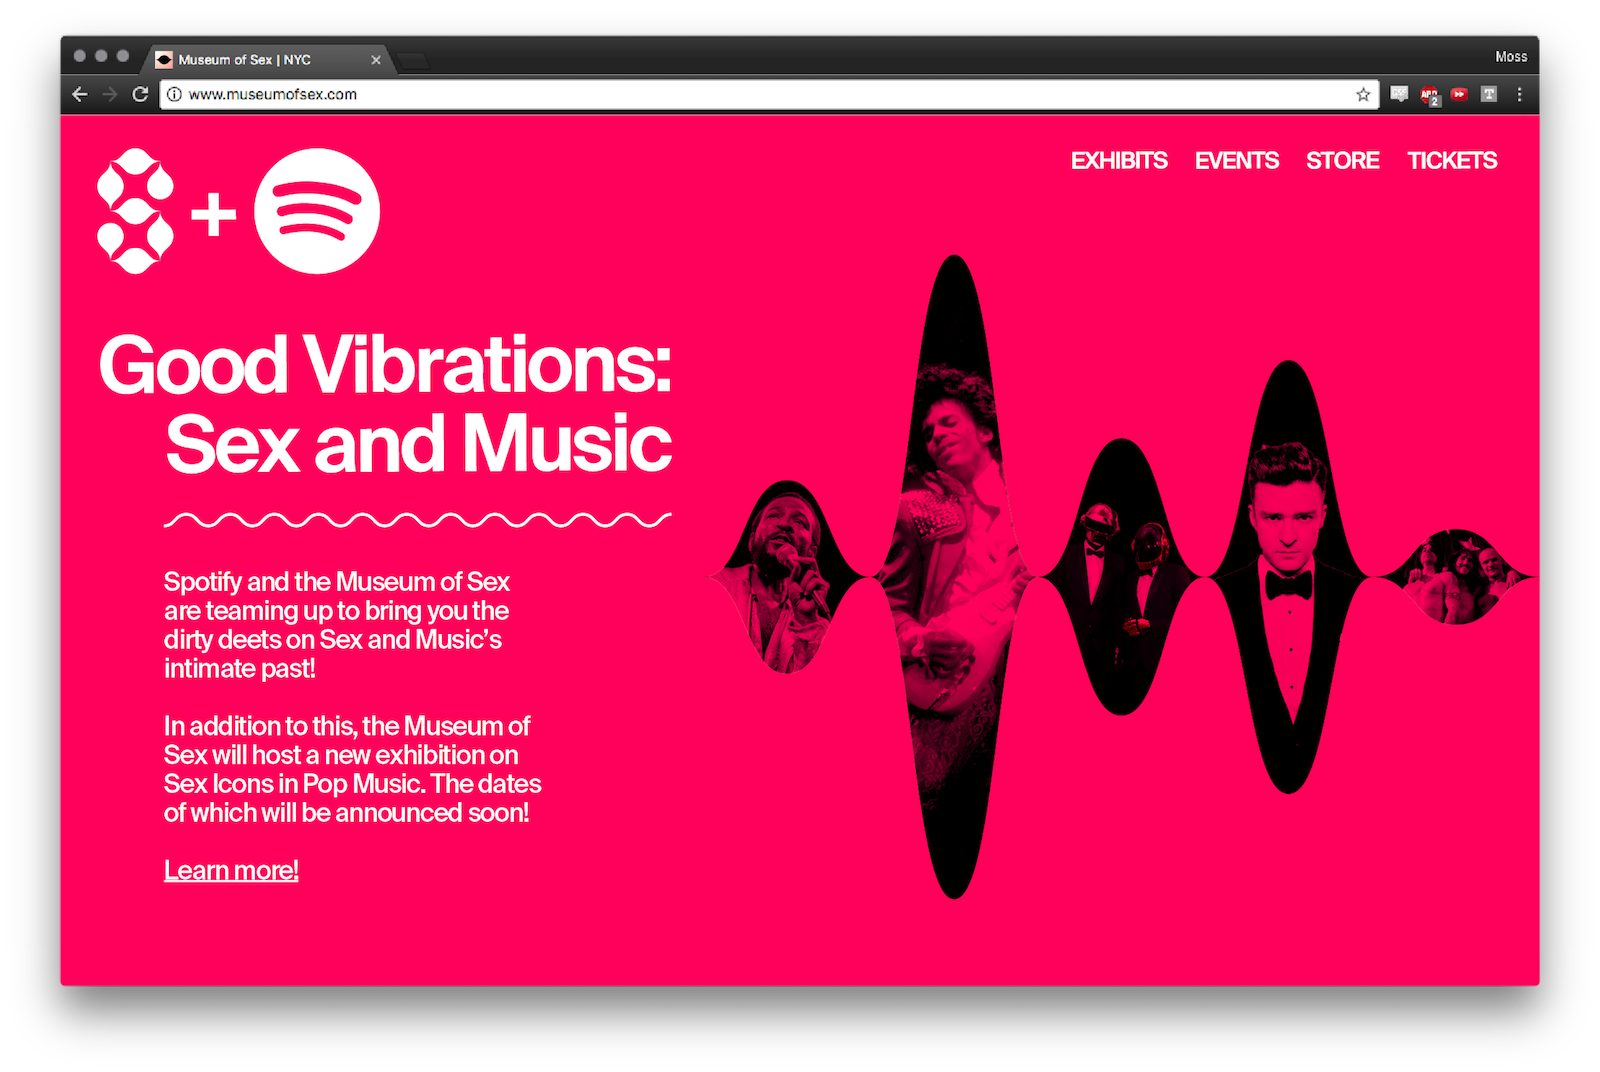 Museum of Sex | NYC
Moss
www.museumofsex.com
2
EXHIBITS EVENTS STORE TICKETS
+
Good Vibrations:
Sex and Music
Spotify and the Museum of Sex
are teaming up to bring you the
dirty deets on Sex and Music’s
intimate past!
In addition to this, the Museum of
Sex will host a new exhibition on
Sex Icons in Pop Music. The dates
of which will be announced soon!
Learn more!